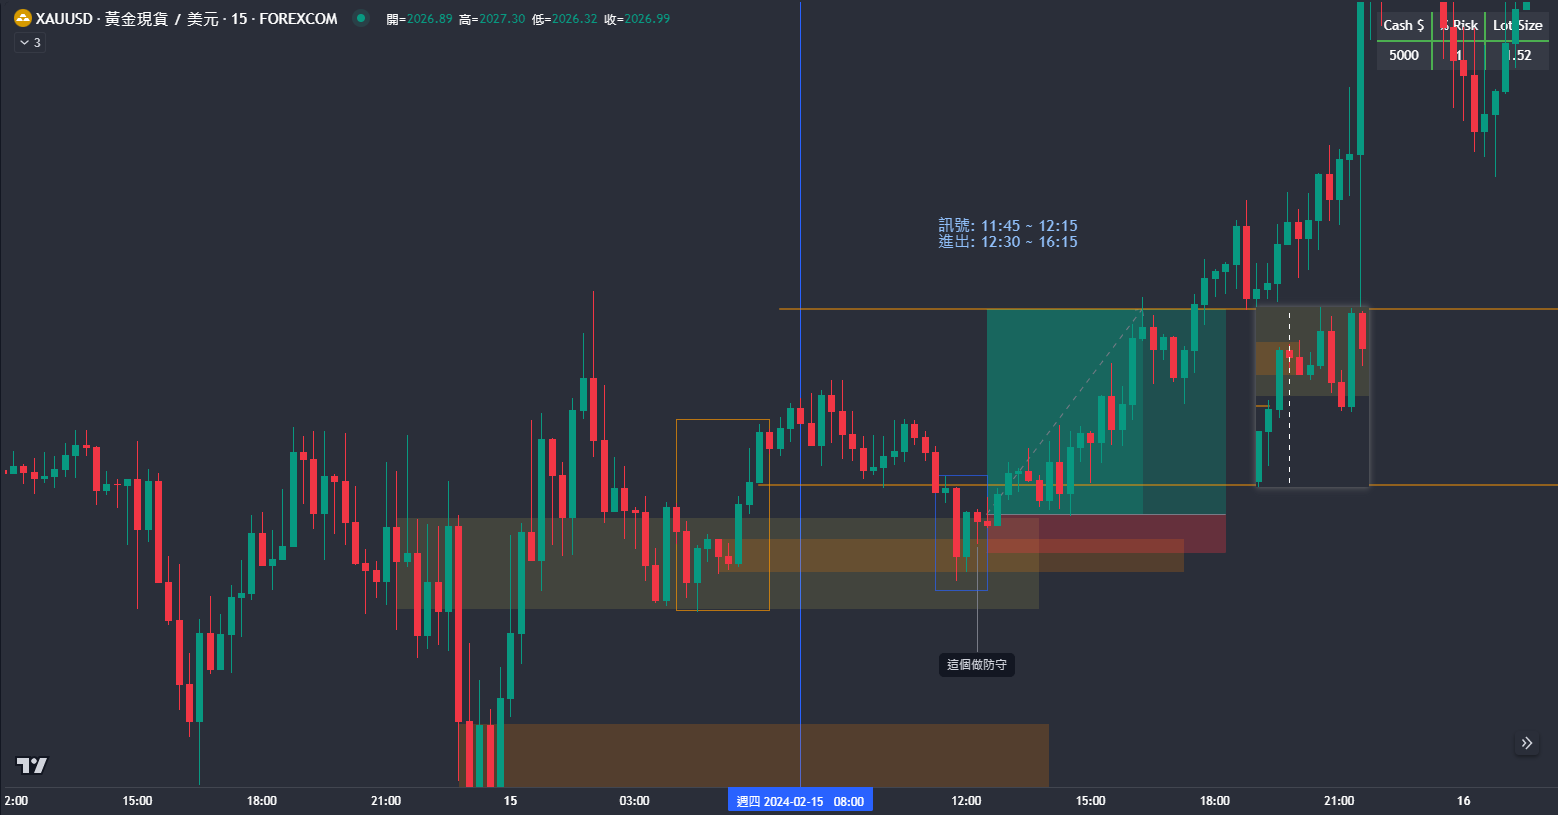 XAUUSD · 黃金現貨 / 美元 · 15 · FOREXCOM 開=2026.89 高=2027.30 低=2026.32 收=2026.99
3
Cash $ % Risk Lot Size
5000 1 1.52
訊號: 11:45 ~ 12:15
進出: 12:30 ~ 16:15
這個做防守
2:00 15:00 18:00 21:00 15 03:00 週四 2024-02-15 08:00 12:00 15:00 18:00 21:00 16